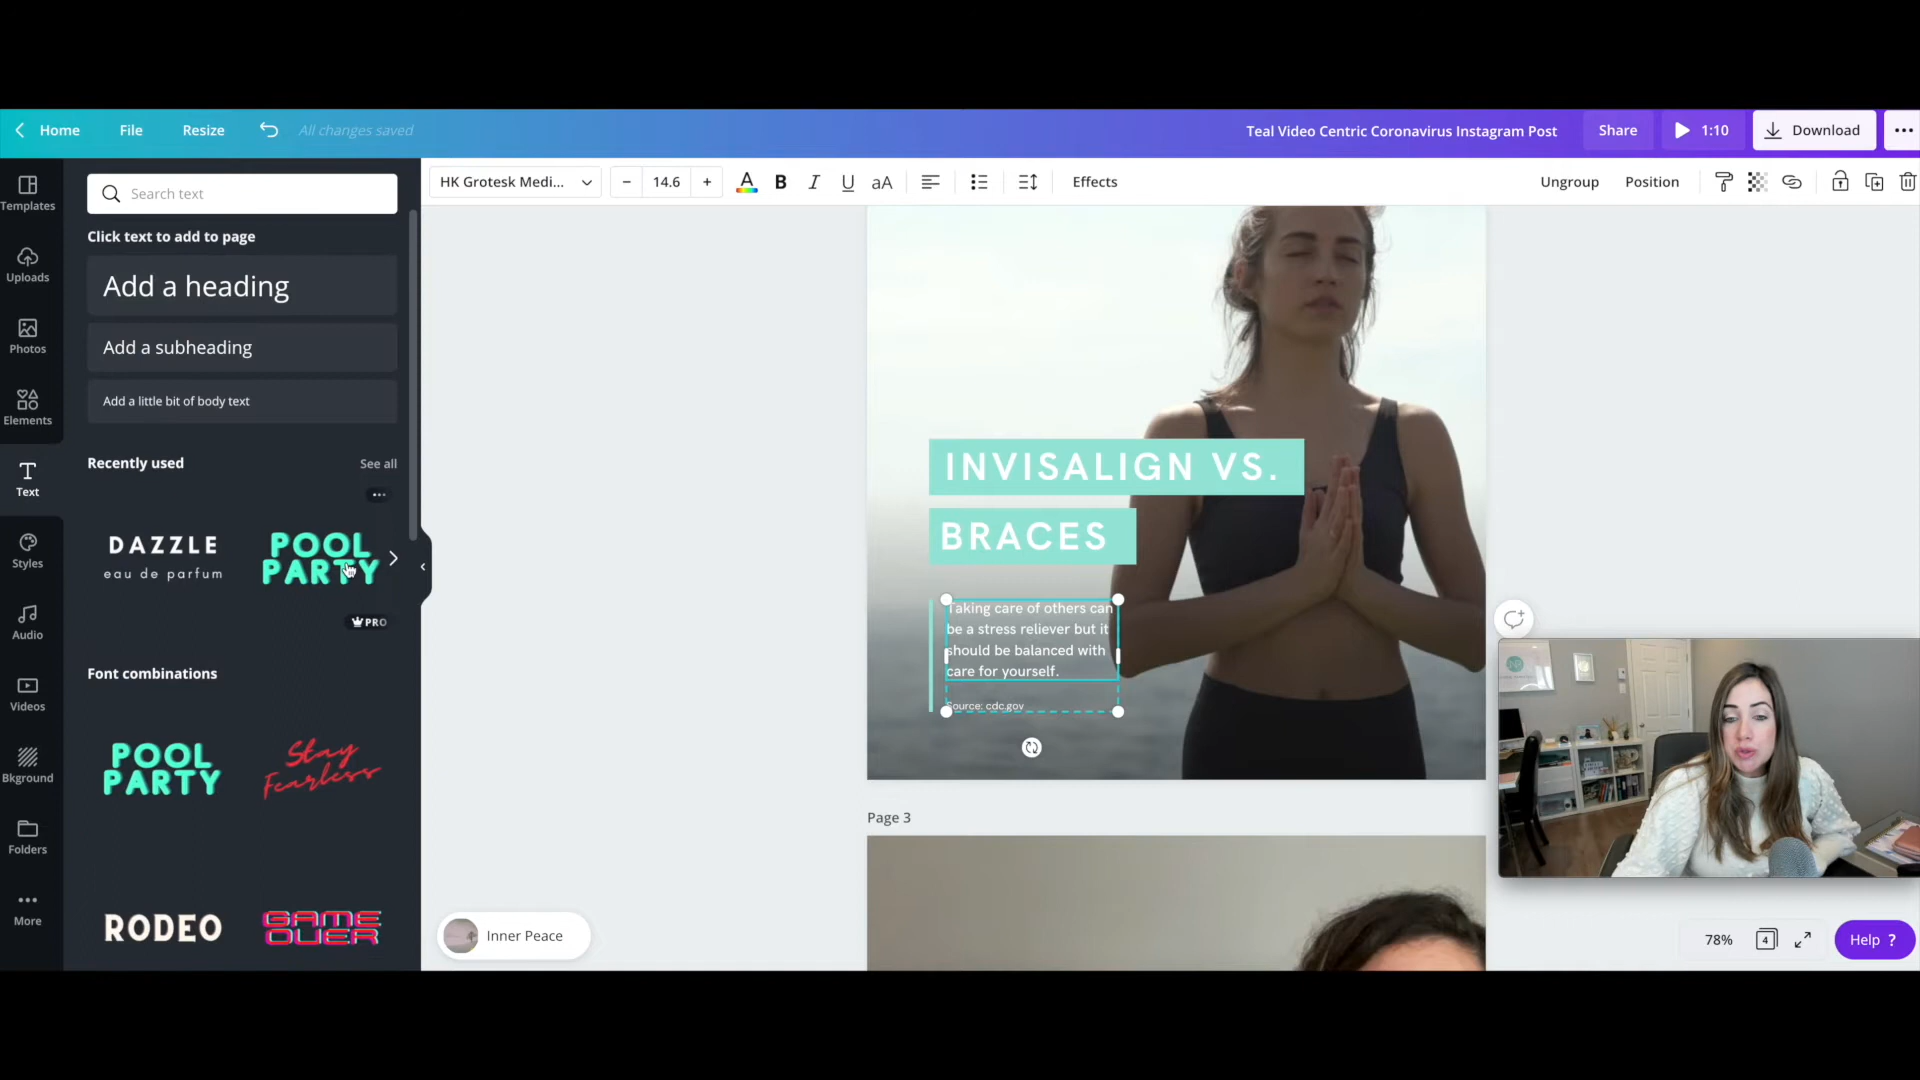 Home File Resize All changes saved Teal Video Centric Coronavirus Instagram Post Share 1:10 Download
HK Grotesk Medi... 14.6 A B I U aA Effects Ungroup Position
Templates
Uploads
Photos
Elements
Text
Styles
Audio
Videos
Bkground
Folders
More
Search text
Click text to add to page
Add a heading
Add a subheading
Add a little bit of body text
Recently used See all
DAZZLE
eau de parfum
POOL
PARTY
PRO
Font combinations
POOL
PARTY
Stay
Fearless
RODEO
GAME
OVER
INVISALIGN VS.
BRACES
Taking care of others can
be a stress reliever but it
should be balanced with
care for yourself.
Source: cdc.gov
Page 3
Inner Peace
78% 4 Help ?